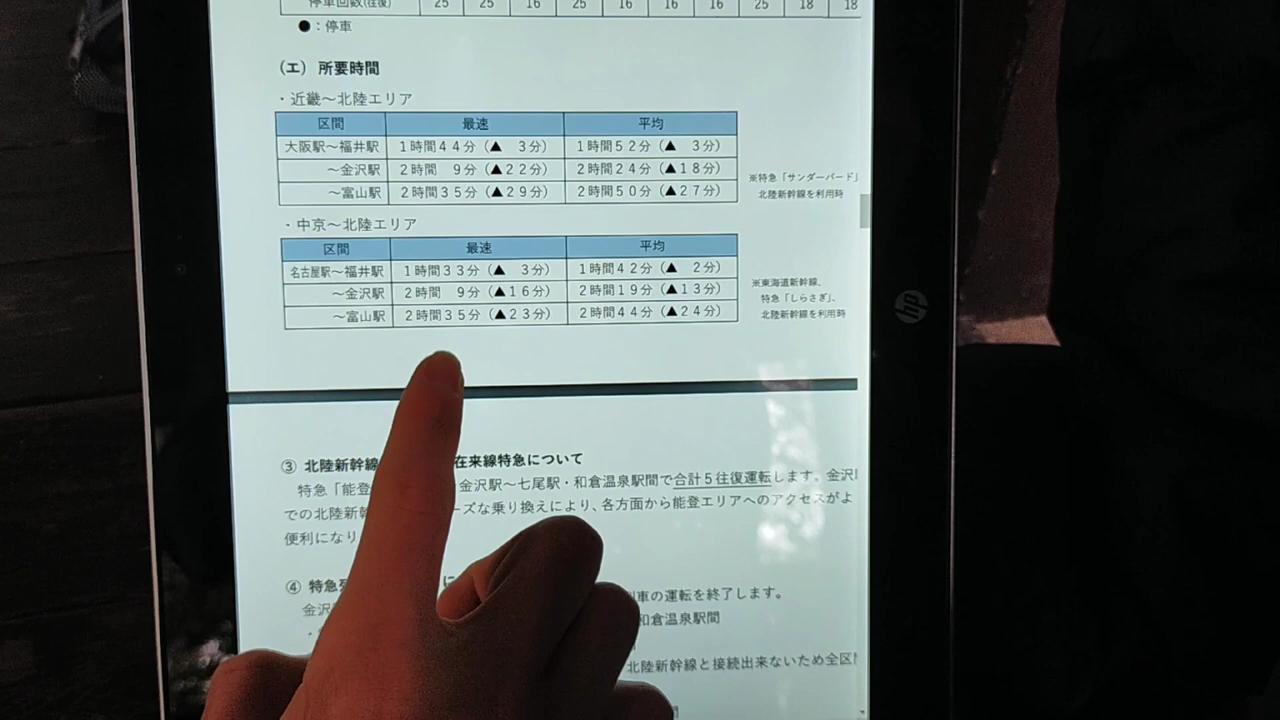 停車回数(往復) 25 25 16 25 16 16 16 25 18 18
●：停車
（エ） 所要時間
・近畿～北陸エリア
区間 最速 平均
大阪駅～福井駅 1時間44分（▲ 3分） 1時間52分（▲ 3分）
～金沢駅 2時間 9分（▲22分） 2時間24分（▲18分）
～富山駅 2時間35分（▲29分） 2時間50分（▲27分）
※特急「サンダーバード」
北陸新幹線を利用時
・中京～北陸エリア
区間 最速 平均
名古屋駅～福井駅 1時間33分（▲ 3分） 1時間42分（▲ 2分）
～金沢駅 2時間 9分（▲16分） 2時間19分（▲13分）
～富山駅 2時間35分（▲23分） 2時間44分（▲24分）
※東海道新幹線、
特急「しらさぎ」、
北陸新幹線を利用時
hp
③ 北陸新幹線 在来線特急について
特急「能登 金沢駅～七尾駅・和倉温泉駅間で合計5往復運転します。金沢
での北陸新幹 ーズな乗り換えにより、各方面から能登エリアへのアクセスがよ
便利になり
④ 特急 に
金沢 車の運転を終了します。
和倉温泉駅間
北陸新幹線と接続出来ないため全区